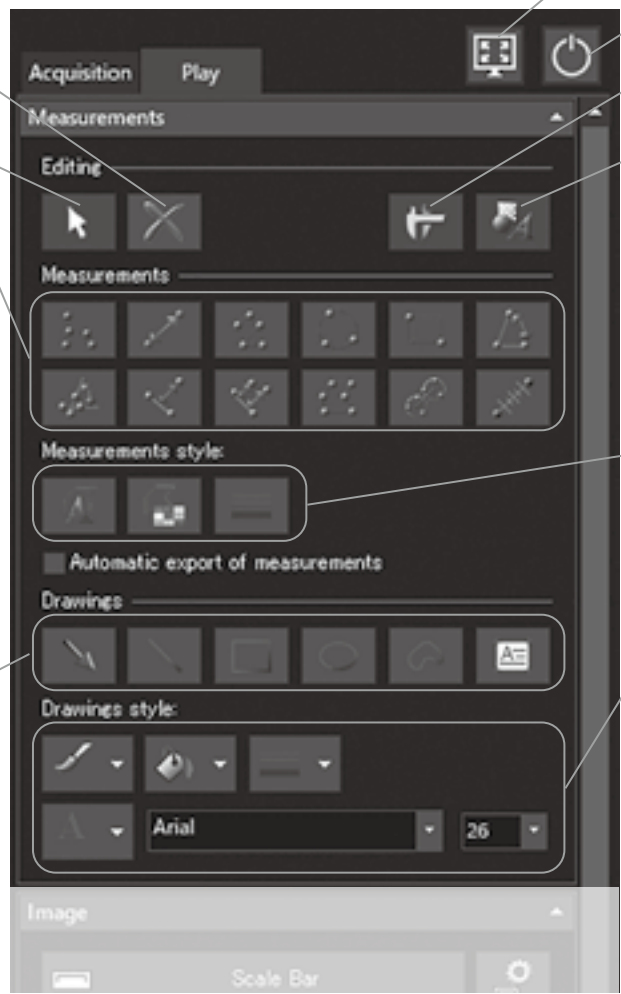 Acquisition Play
Measurements
Editing
Measurements
Measurements style:
Automatic export of measurements
Drawings
Drawings style:
Arial 26
Image
Scale Bar